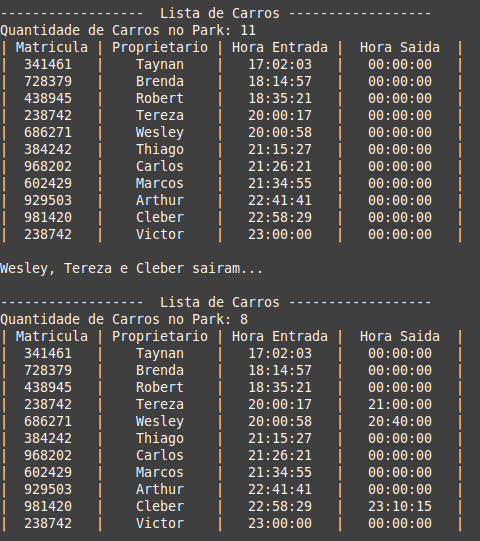 ------------------  Lista de Carros ------------------
Quantidade de Carros no Park: 11
| Matricula | Proprietario | Hora Entrada |  Hora Saida  |
|  341461   |    Taynan    |   17:02:03   |   00:00:00   |
|  728379   |    Brenda    |   18:14:57   |   00:00:00   |
|  438945   |    Robert    |   18:35:21   |   00:00:00   |
|  238742   |    Tereza    |   20:00:17   |   00:00:00   |
|  686271   |    Wesley    |   20:00:58   |   00:00:00   |
|  384242   |    Thiago    |   21:15:27   |   00:00:00   |
|  968202   |    Carlos    |   21:26:21   |   00:00:00   |
|  602429   |    Marcos    |   21:34:55   |   00:00:00   |
|  929503   |    Arthur    |   22:41:41   |   00:00:00   |
|  981420   |    Cleber    |   22:58:29   |   00:00:00   |
|  238742   |    Victor    |   23:00:00   |   00:00:00   |
Wesley, Tereza e Cleber sairam...
------------------  Lista de Carros ------------------
Quantidade de Carros no Park: 8
| Matricula | Proprietario | Hora Entrada |  Hora Saida  |
|  341461   |    Taynan    |   17:02:03   |   00:00:00   |
|  728379   |    Brenda    |   18:14:57   |   00:00:00   |
|  438945   |    Robert    |   18:35:21   |   00:00:00   |
|  238742   |    Tereza    |   20:00:17   |   21:00:00   |
|  686271   |    Wesley    |   20:00:58   |   20:40:00   |
|  384242   |    Thiago    |   21:15:27   |   00:00:00   |
|  968202   |    Carlos    |   21:26:21   |   00:00:00   |
|  602429   |    Marcos    |   21:34:55   |   00:00:00   |
|  929503   |    Arthur    |   22:41:41   |   00:00:00   |
|  981420   |    Cleber    |   22:58:29   |   23:10:15   |
|  238742   |    Victor    |   23:00:00   |   00:00:00   |